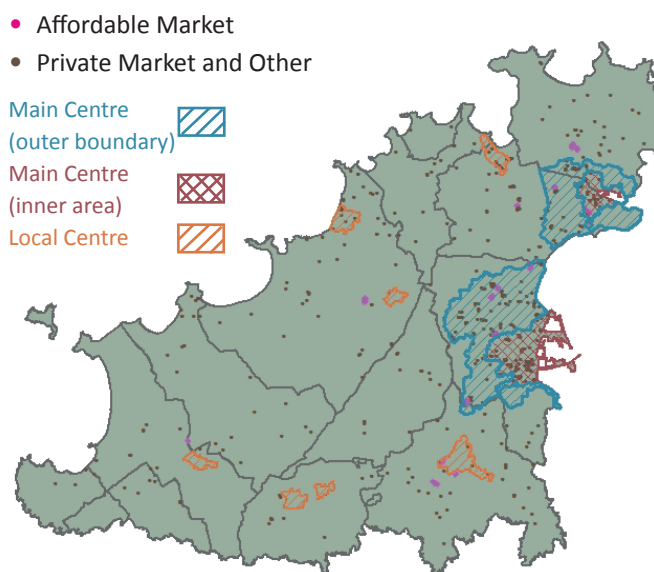 Affordable Market
Private Market and Other
Main Centre
(outer boundary)
Main Centre
(inner area)
Local Centre